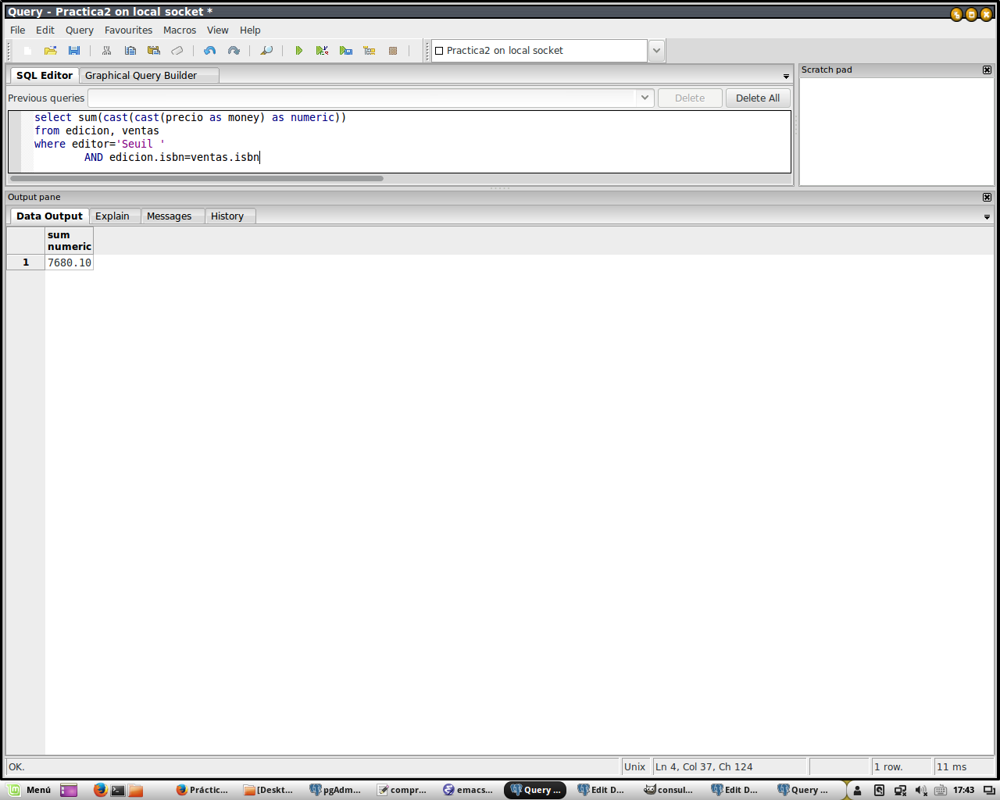 Query - Practica2 on local socket *
File Edit Query Favourites Macros View Help
Practica2 on local socket
SQL Editor Graphical Query Builder
Previous queries Delete Delete All
select sum(cast(cast(precio as money) as numeric))
from edicion, ventas
where editor='Seuil '
AND edicion.isbn=ventas.isbn
Scratch pad
Output pane
Data Output Explain Messages History
sum
numeric
1 7680.10
OK. Unix Ln 4, Col 37, Ch 124 1 row. 11 ms
Menú Práctic... [Deskt... pgAdm... compr... emacs... Query ... Edit D... consul... Edit D... Query ... 17:43